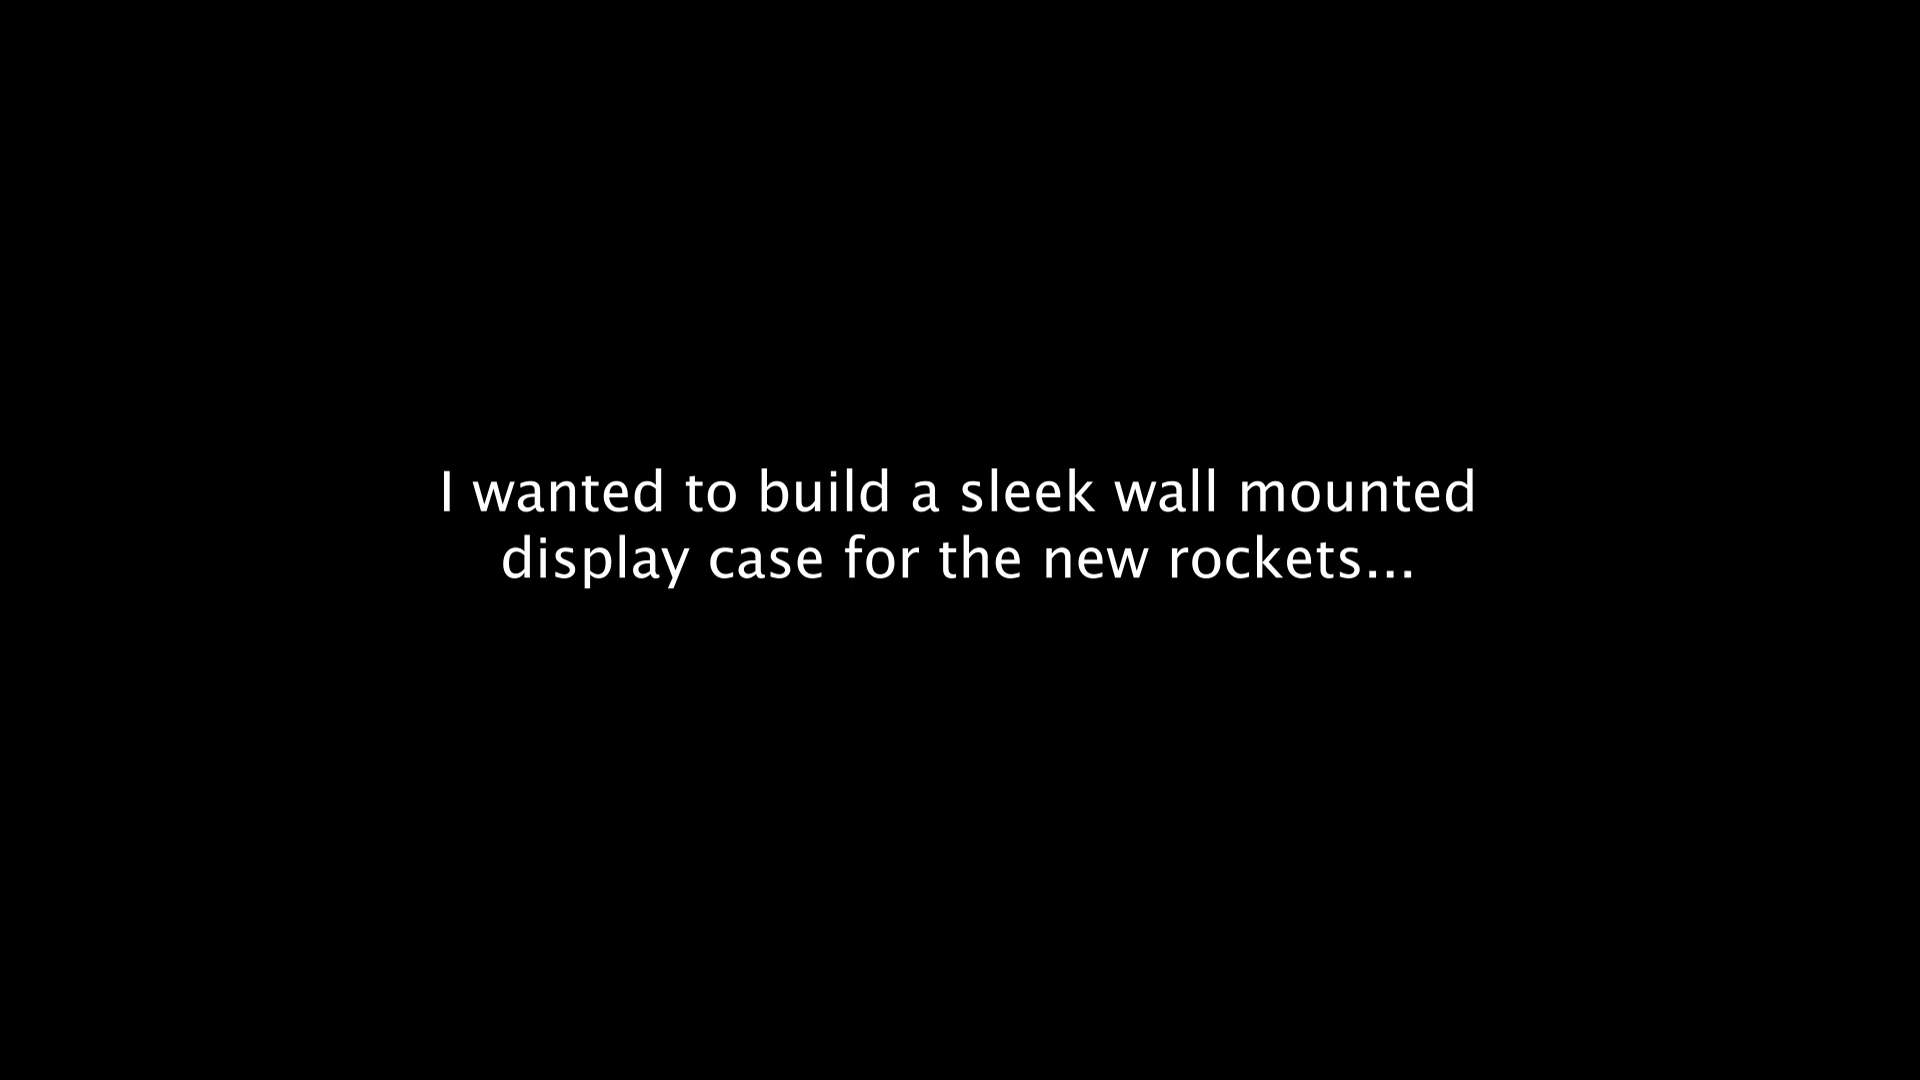 I wanted to build a sleek wall mounted
display case for the new rockets...